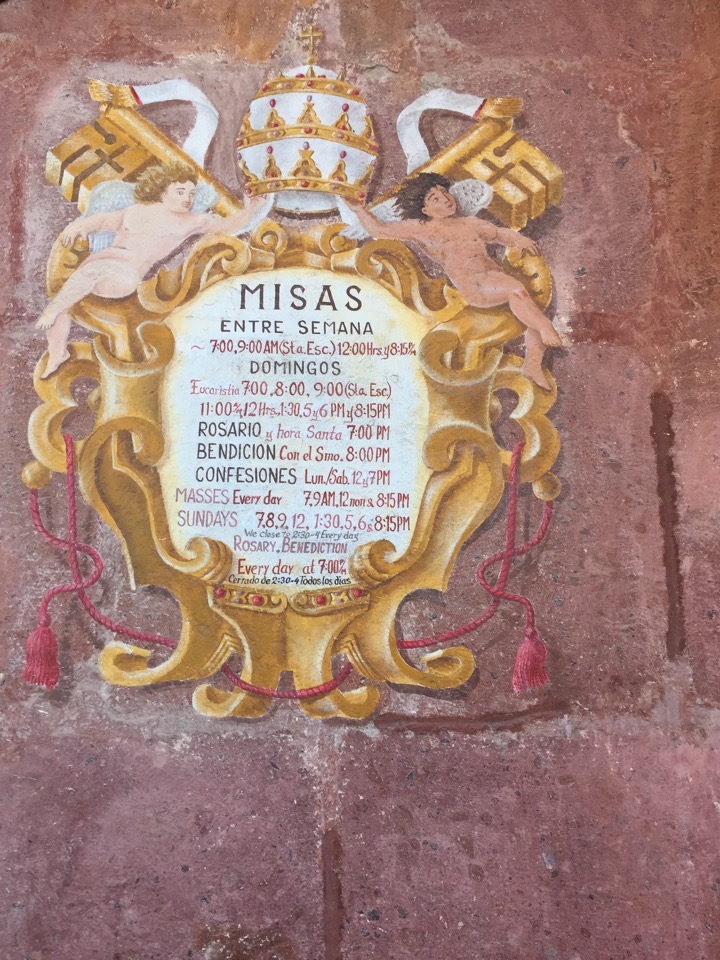 MISAS
ENTRE SEMANA
~ 7:00, 9:00 AM (Sta. Esc.) 12:00 Hrs. y 8:15
DOMINGOS
Eucaristia 7:00, 8:00, 9:00 (Sta. Esc)
11:00 12 Hrs., 1:30, 5 y 6 PM y 8:15 PM
ROSARIO y hora Santa 7:00 PM
BENDICION Con el Smo. 8:00 PM
CONFESIONES Lun./Sab. 12 y 7 PM
MASSES Every day 7, 9 AM, 12 non & 8:15 PM
SUNDAYS 7, 8, 9, 12, 1:30, 5, 6 & 8:15 PM
We close to 2:30-4 Every day
ROSARY, BENEDICTION
Every day at 7:00
Cerrado de 2:30-4 Todos los dias